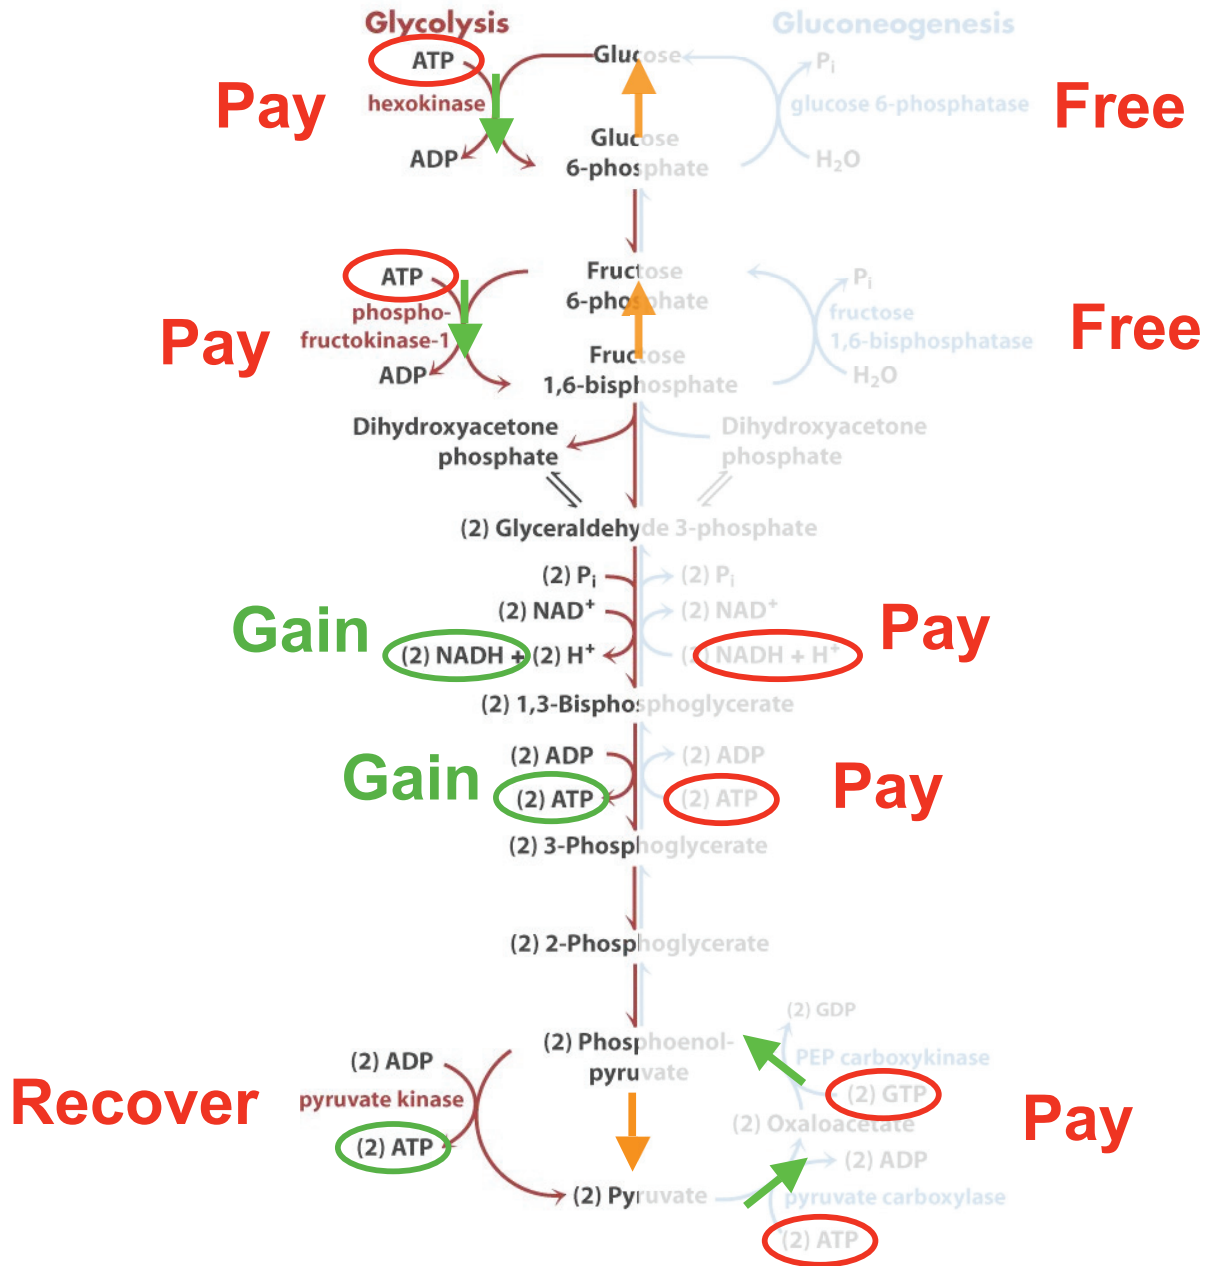 Glycolysis
Gluconeogenesis
ATP
Glucose
Pi
Pay
hexokinase
glucose 6-phosphatase
Free
ADP
Glucose
6-phosphate
H2O
ATP
Fructose
6-phosphate
Pi
Pay
phospho-
fructokinase-1
fructose
1,6-bisphosphatase
Free
ADP
Fructose
1,6-bisphosphate
H2O
Dihydroxyacetone
phosphate
Dihydroxyacetone
phosphate
(2) Glyceraldehyde 3-phosphate
(2) Pi
(2) Pi
(2) NAD+
(2) NAD+
Gain
Pay
(2) NADH + (2) H+
(2) NADH + H+
(2) 1,3-Bisphosphoglycerate
(2) ADP
(2) ADP
Gain
Pay
(2) ATP
(2) ATP
(2) 3-Phosphoglycerate
(2) 2-Phosphoglycerate
(2) GDP
(2) Phosphoenol-
pyruvate
(2) ADP
PEP carboxykinase
Recover
pyruvate kinase
(2) GTP
Pay
(2) Oxaloacetate
(2) ATP
(2) ADP
(2) Pyruvate
pyruvate carboxylase
(2) ATP